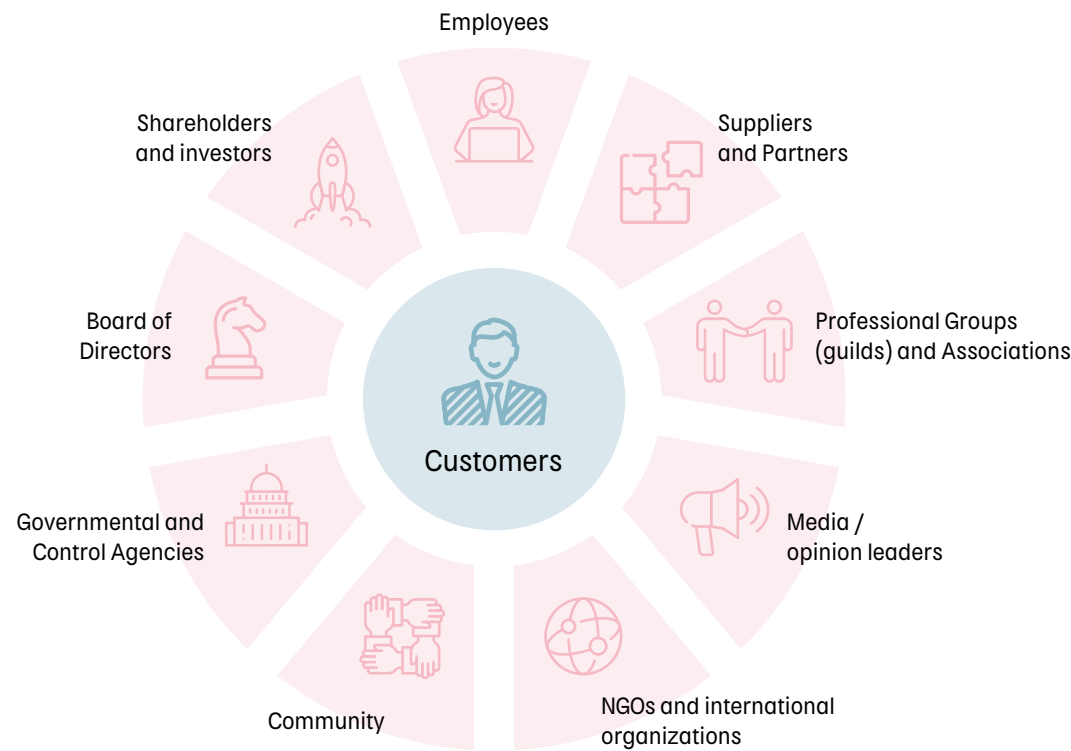 Employees
Shareholders
and investors
Suppliers
and Partners
Board of
Directors
Professional Groups
(guilds) and Associations
Customers
Governmental and
Control Agencies
Media /
opinion leaders
Community
NGOs and international
organizations